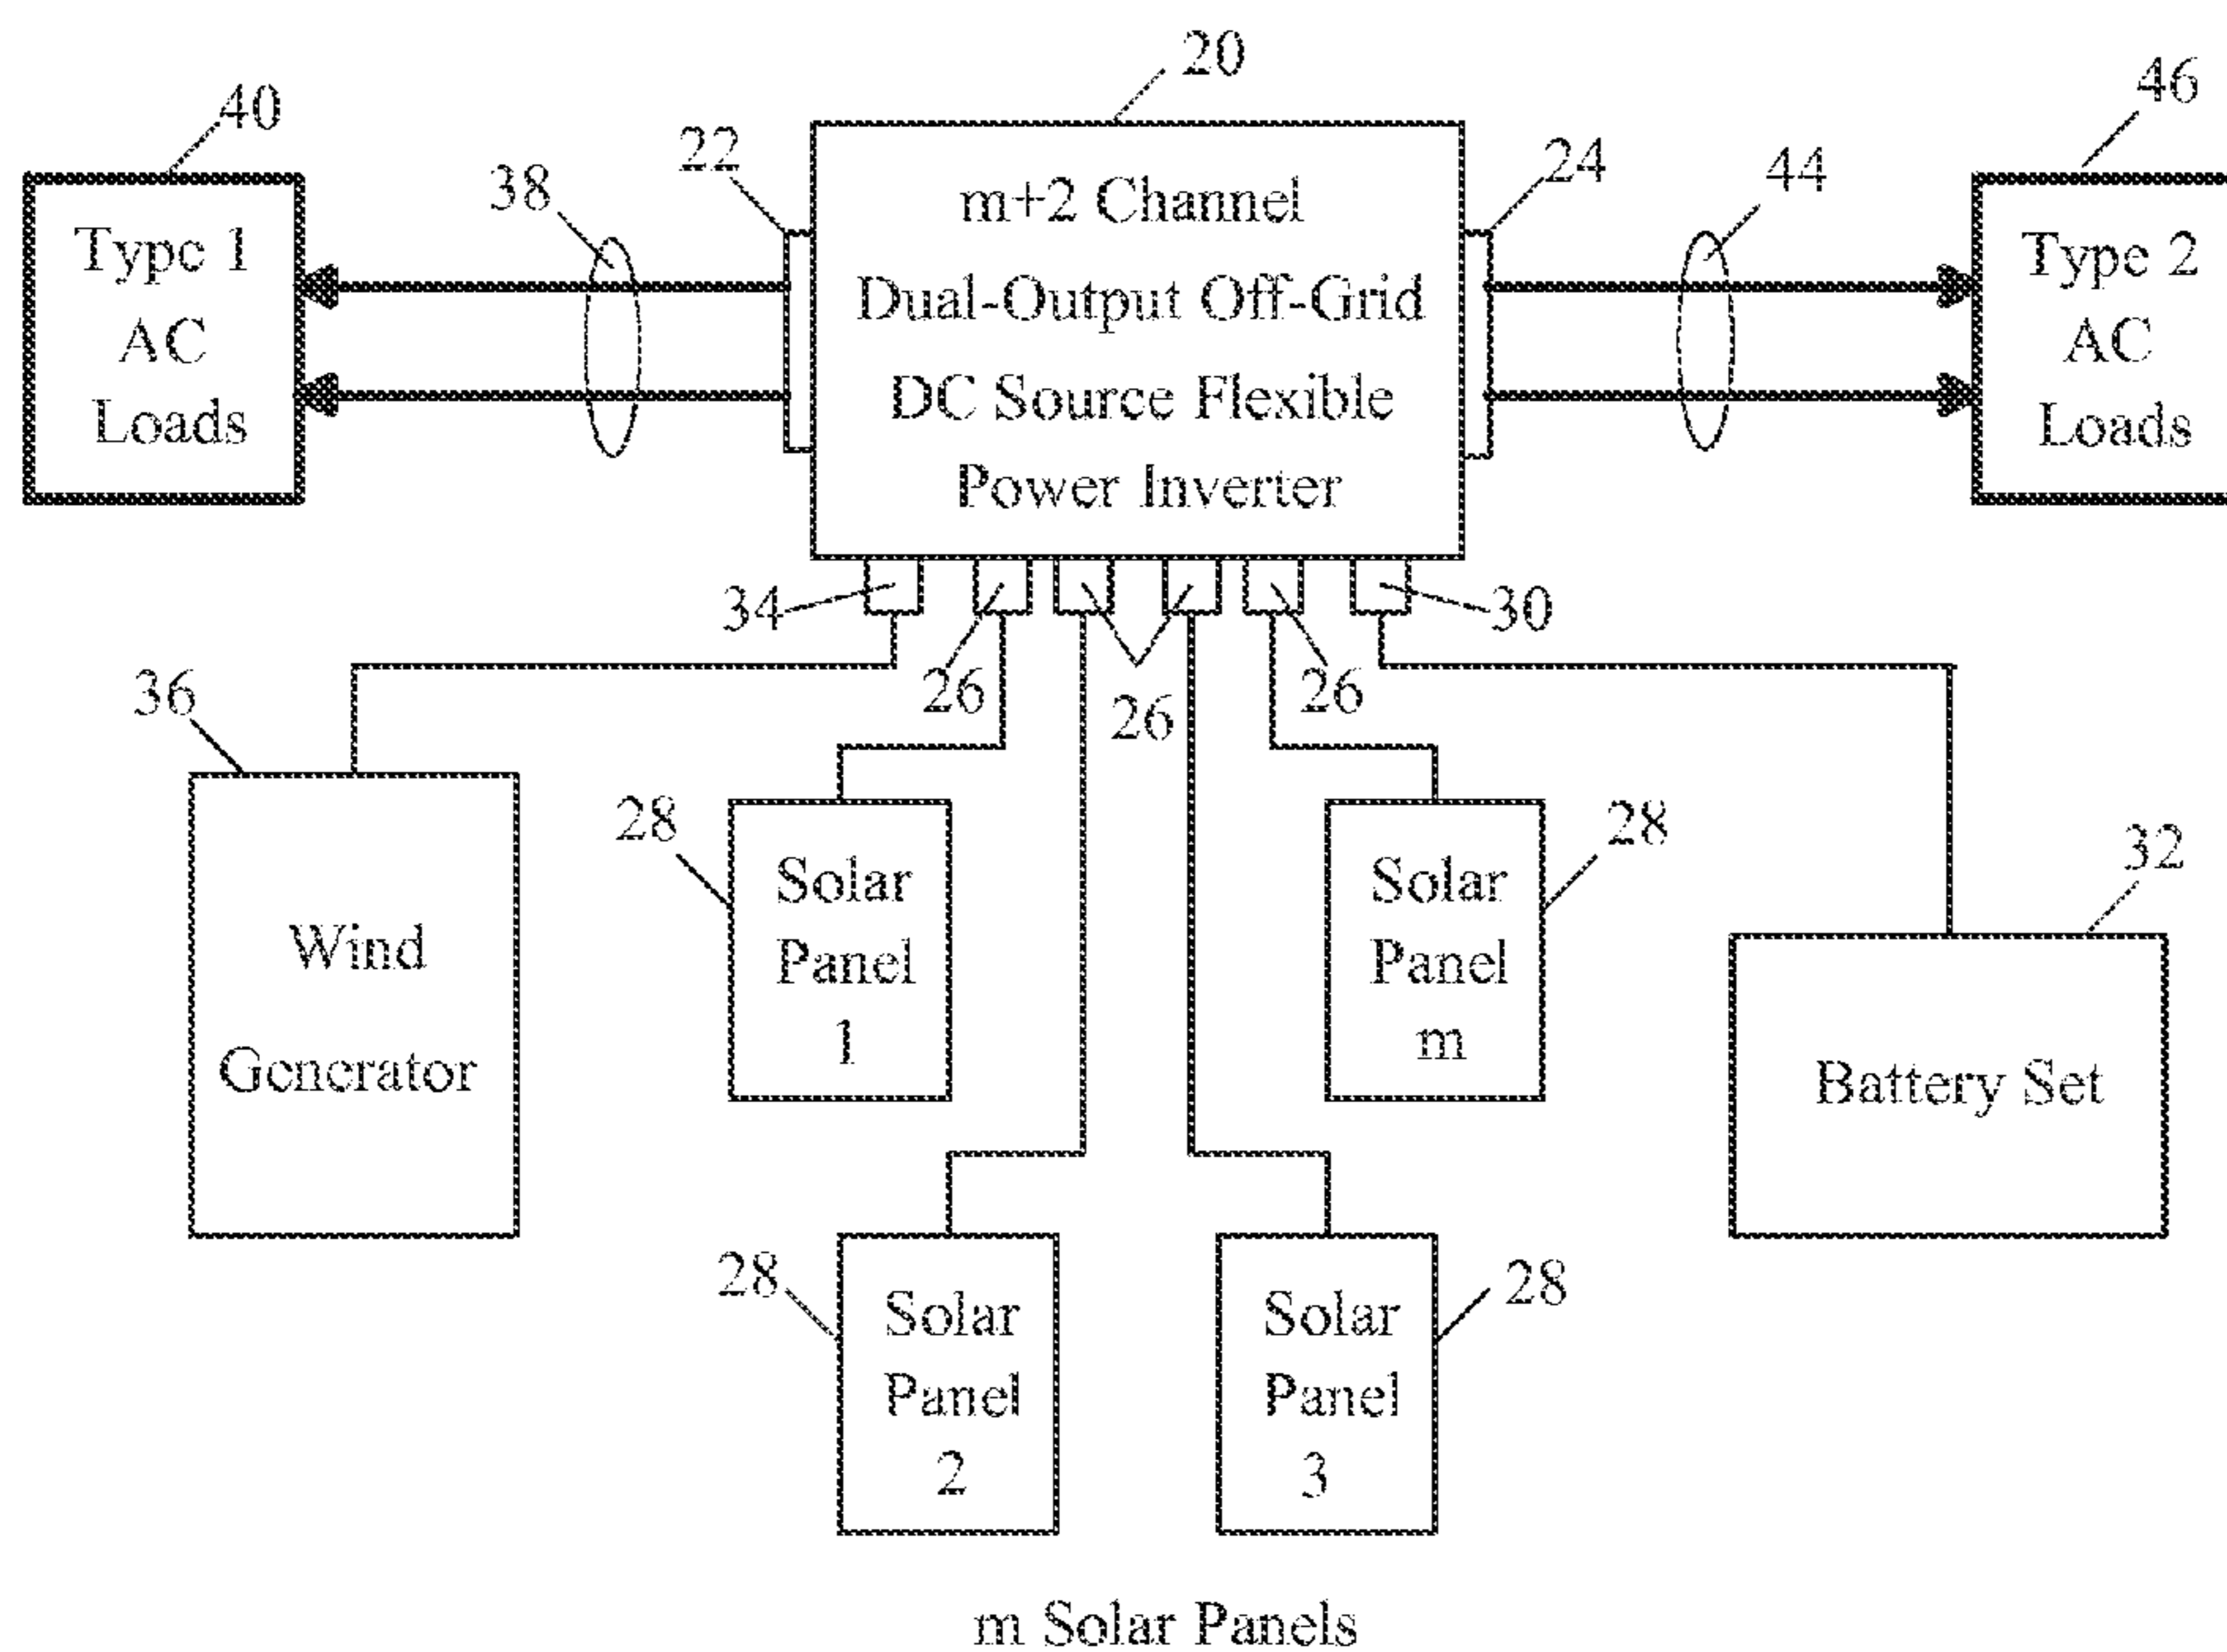 20
40
46
22
24
38
44
Type 1
AC
Loads
m+2 Channel
Dual-Output Off-Grid
DC Source Flexible
Power Inverter
Type 2
AC
Loads
34
30
26
26
26
36
28
28
32
Wind
Generator
Solar
Panel
1
Solar
Panel
m
Battery Set
28
28
Solar
Panel
2
Solar
Panel
3
m Solar Panels